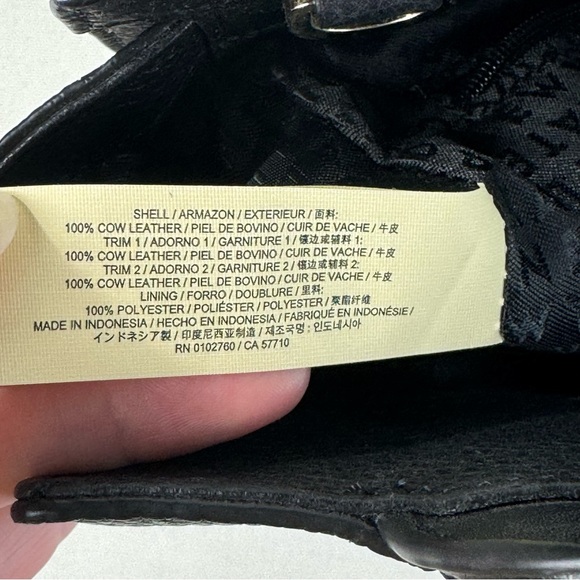 SHELL / ARMAZON / EXTERIEUR / 面料:
100% COW LEATHER / PIEL DE BOVINO / CUIR DE VACHE / 牛皮
TRIM 1 / ADORNO 1 / GARNITURE 1 / 镶边或辅料 1:
100% COW LEATHER / PIEL DE BOVINO / CUIR DE VACHE / 牛皮
TRIM 2 / ADORNO 2 / GARNITURE 2 / 镶边或辅料 2:
100% COW LEATHER / PIEL DE BOVINO / CUIR DE VACHE / 牛皮
LINING / FORRO / DOUBLURE / 里料:
100% POLYESTER / POLIÉSTER / POLYESTER / 聚酯纤维
MADE IN INDONESIA / HECHO EN INDONESIA / FABRIQUÉ EN INDONÉSIE /
インドネシア製 / 印度尼西亚制造 / 제조국명 : 인도네시아
RN 0102760 / CA 57710